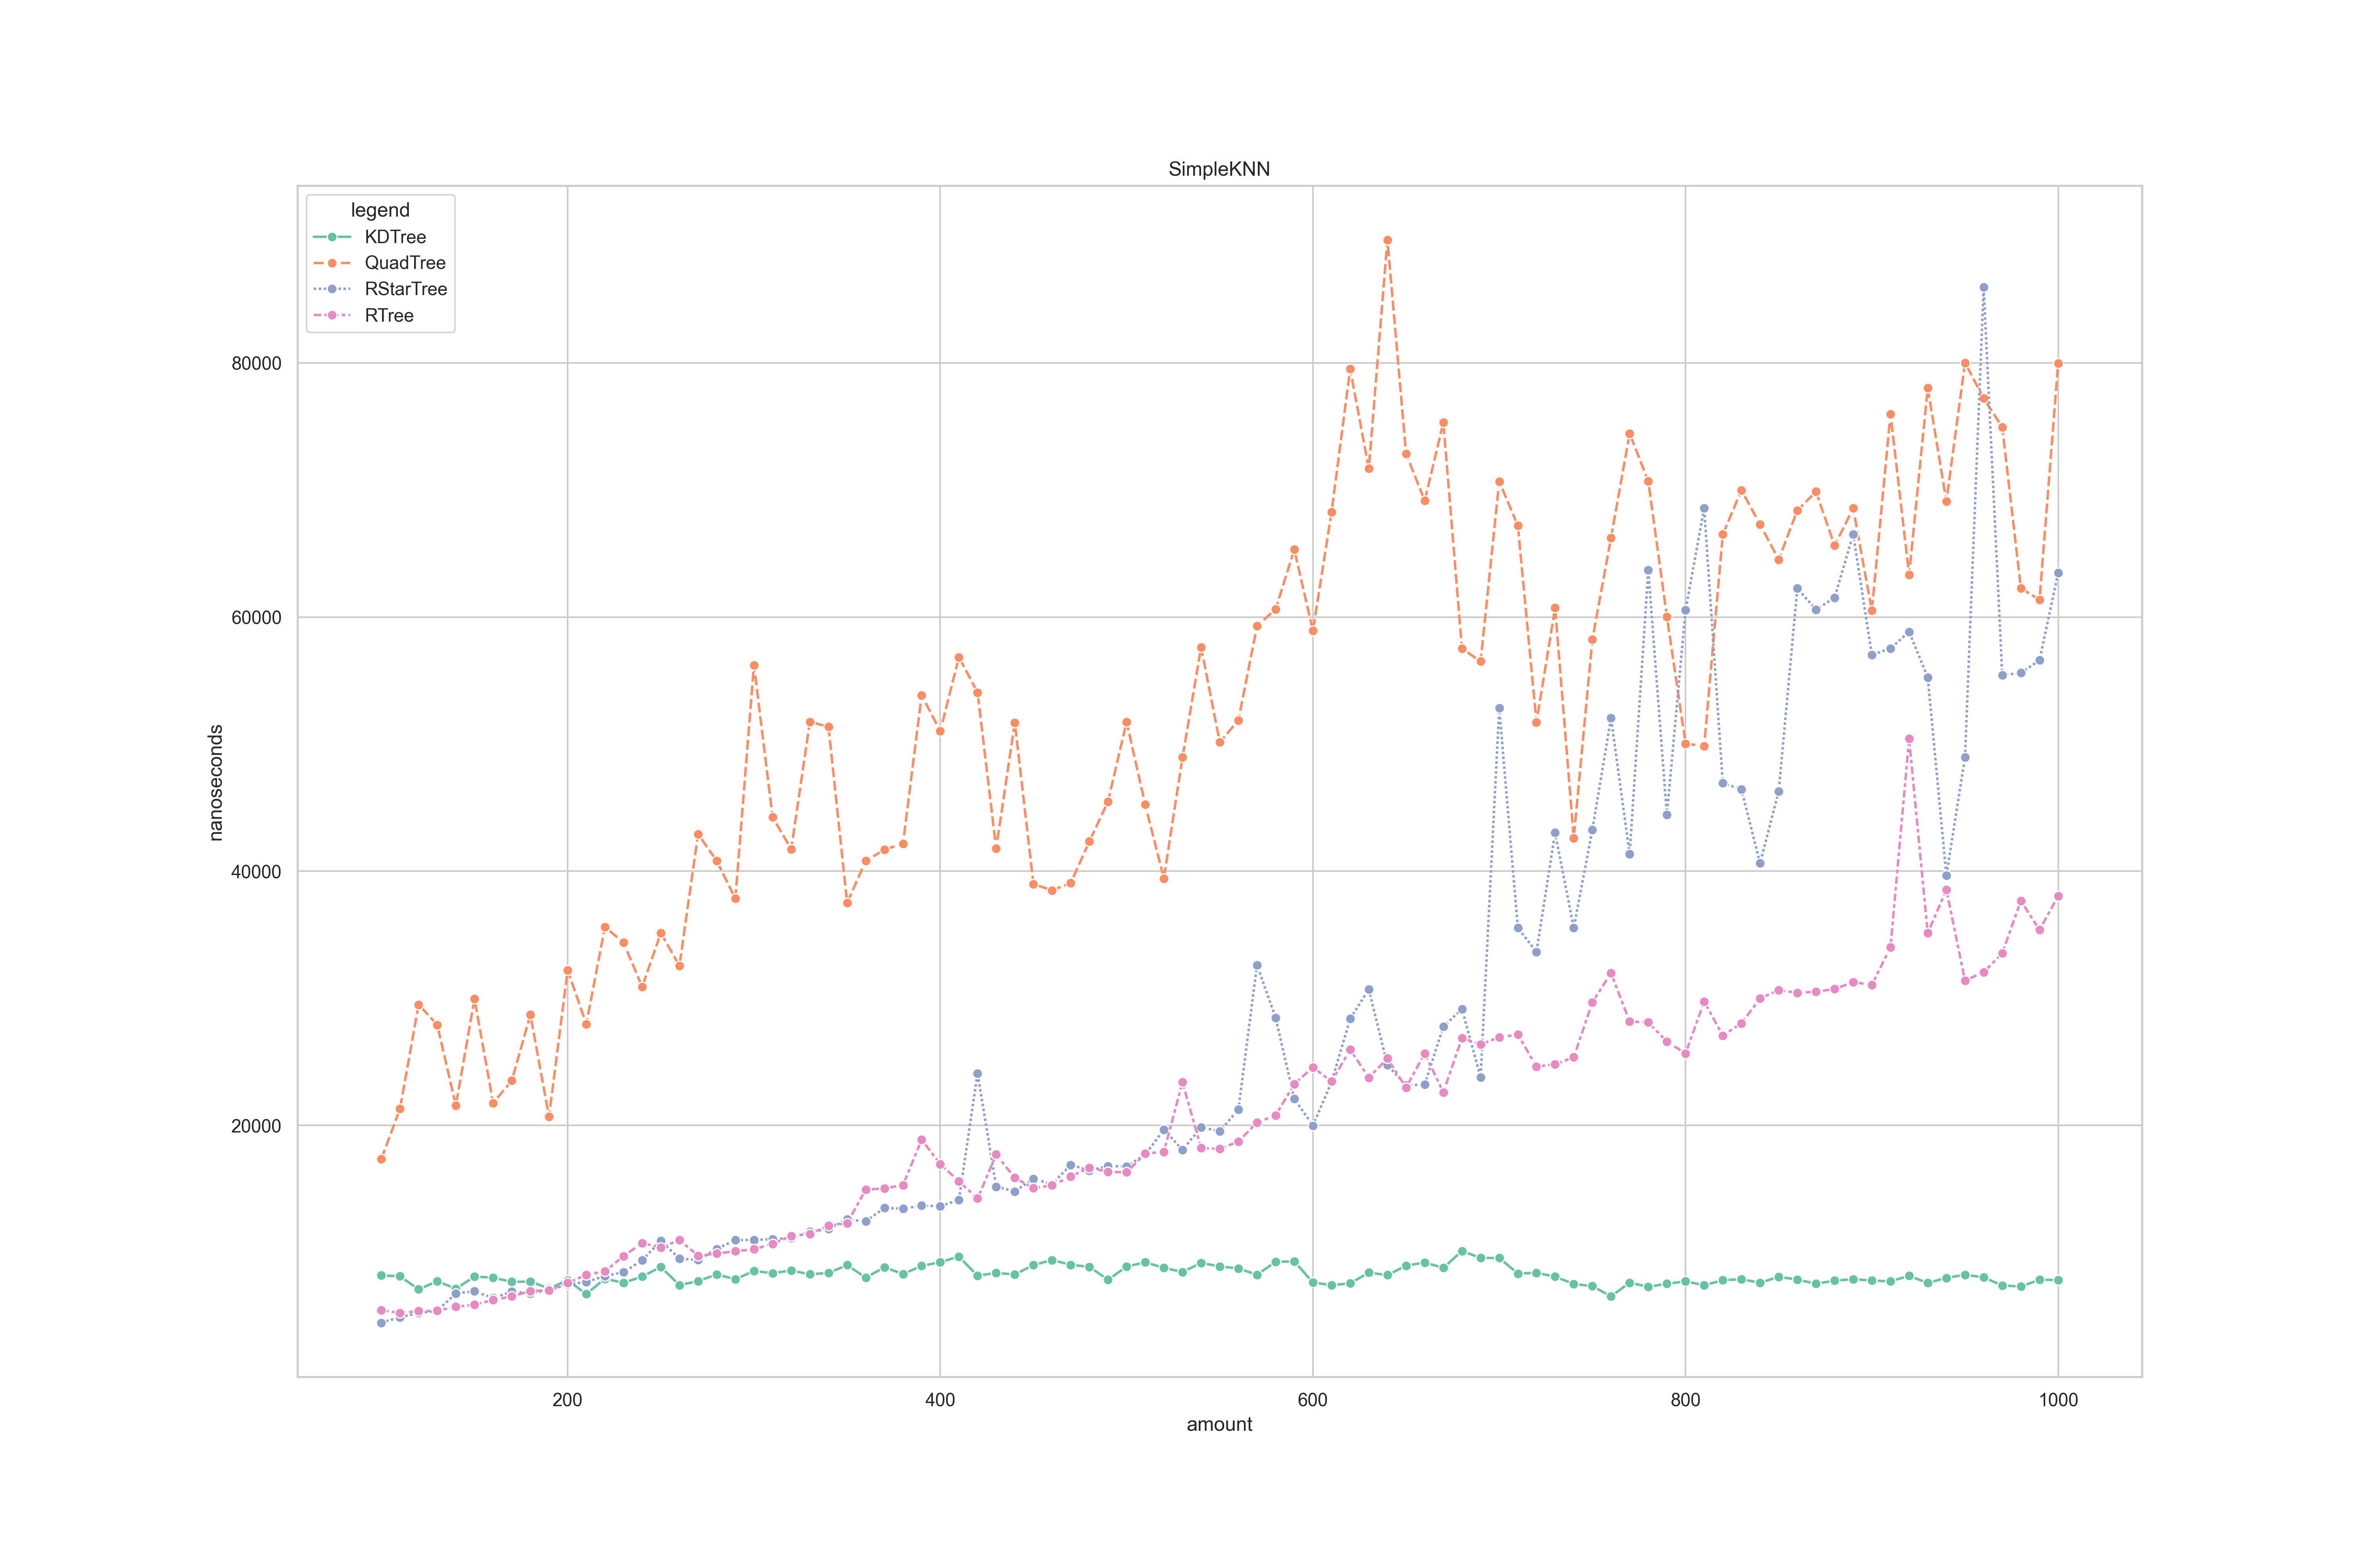 SimpleKNN
legend
KDTree
QuadTree
RStarTree
RTree
80000
60000
40000
20000
nanoseconds
200 400 600 800 1000
amount